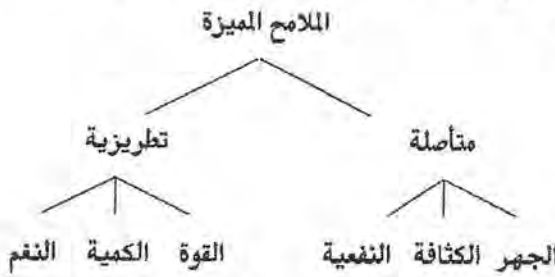 الملامح المميزة
متأصلة تطريزية
الجهر الكثافة النفعية القوة الكمية النغم